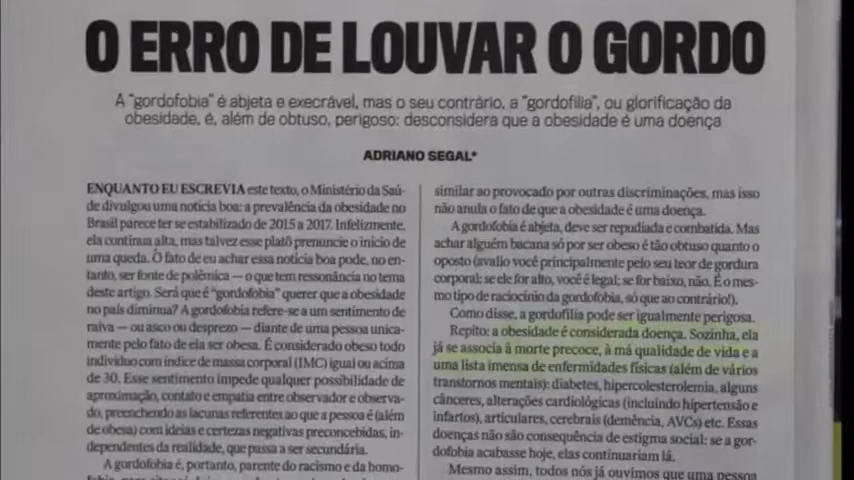 O ERRO DE LOUVAR O GORDO
A "gordofobia" é abjeta e execrável, mas o seu contrário, a "gordofilia", ou glorificação da
obesidade, é, além de obtuso, perigoso: desconsidera que a obesidade é uma doença
ADRIANO SEGAL*
ENQUANTO EU ESCREVIA este texto, o Ministério da Saú-
de divulgou uma notícia boa: a prevalência da obesidade no
Brasil parece ter se estabilizado de 2015 a 2017. Infelizmente,
ela continua alta, mas talvez esse platô prenuncie o início de
uma queda. O fato de eu achar essa notícia boa pode, no en-
tanto, ser fonte de polêmica — o que tem ressonância no tema
deste artigo. Será que é "gordofobia" querer que a obesidade
no país diminua? A gordofobia refere-se a um sentimento de
raiva — ou asco ou desprezo — diante de uma pessoa unica-
mente pelo fato de ela ser obesa. É considerado obeso todo
indivíduo com índice de massa corporal (IMC) igual ou acima
de 30. Esse sentimento impede qualquer possibilidade de
aproximação, contato e empatia entre observador e observa-
do, preenchendo as lacunas referentes ao que a pessoa é (além
de obesa) com ideias e certezas negativas preconcebidas, in-
dependentes da realidade, que passa a ser secundária.
A gordofobia é, portanto, parente do racismo e da homo-
similar ao provocado por outras discriminações, mas isso
não anula o fato de que a obesidade é uma doença.
A gordofobia é abjeta, deve ser repudiada e combatida. Mas
achar alguém bacana só por ser obeso é tão obtuso quanto o
oposto (avalio você principalmente pelo seu teor de gordura
corporal: se ele for alto, você é legal; se for baixo, não. É o mes-
mo tipo de raciocínio da gordofobia, só que ao contrário!).
Como disse, a gordofilia pode ser igualmente perigosa.
Repito: a obesidade é considerada doença. Sozinha, ela
já se associa à morte precoce, à má qualidade de vida e a
uma lista imensa de enfermidades físicas (além de vários
transtornos mentais): diabetes, hipercolesterolemia, alguns
cânceres, alterações cardiológicas (incluindo hipertensão e
infartos), articulares, cerebrais (demência, AVCs) etc. Essas
doenças não são consequência de estigma social: se a gor-
dofobia acabasse hoje, elas continuariam lá.
Mesmo assim, todos nós já ouvimos que uma pessoa